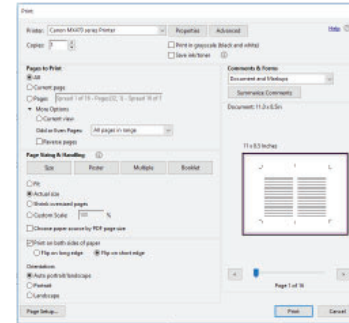 Print
Printer: Canon MX470 series Printer
Properties
Advanced
Help
Copies: 1
Print in grayscale (black and white)
Save ink/toner
Pages to Print
All
Current page
Pages
More Options
Current view
Odd or Even Pages: All pages in range
Reverse pages
Page Sizing & Handling
Size
Poster
Multiple
Booklet
Fit
Actual size
Shrink oversized pages
Custom Scale: 100 %
Choose paper source by PDF page size
Print on both sides of paper
Flip on long edge
Flip on short edge
Orientation:
Auto portrait/landscape
Portrait
Landscape
Comments & Forms
Document and Markups
Summarize Comments
Document: 11.0 x 8.5in
11 x 8.5 Inches
Page 1 of 16
Page Setup...
Print
Cancel